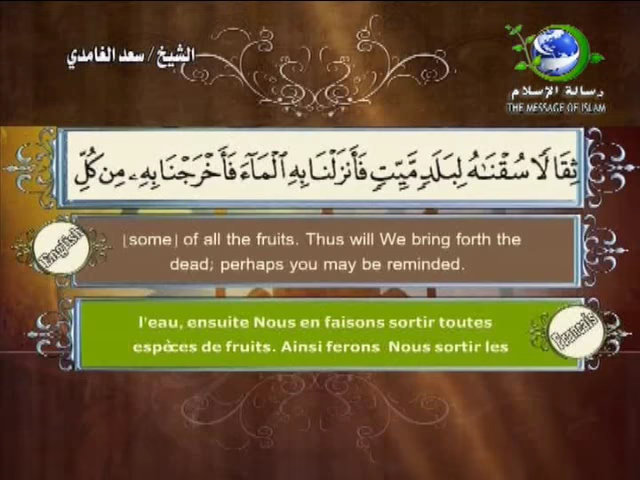 الشيخ / سعد الغامدي
رسالة الإسلام
THE MESSAGE OF ISLAM
ثِقَالًا سُقْنَٰهُ لِبَلَدٍ مَّيِّتٍ فَأَنزَلْنَا بِهِ ٱلْمَآءَ فَأَخْرَجْنَا بِهِۦ مِن كُلِّ
English
[some] of all the fruits. Thus will We bring forth the
dead; perhaps you may be reminded.
l'eau, ensuite Nous en faisons sortir toutes
espèces de fruits. Ainsi ferons Nous sortir les
Francais